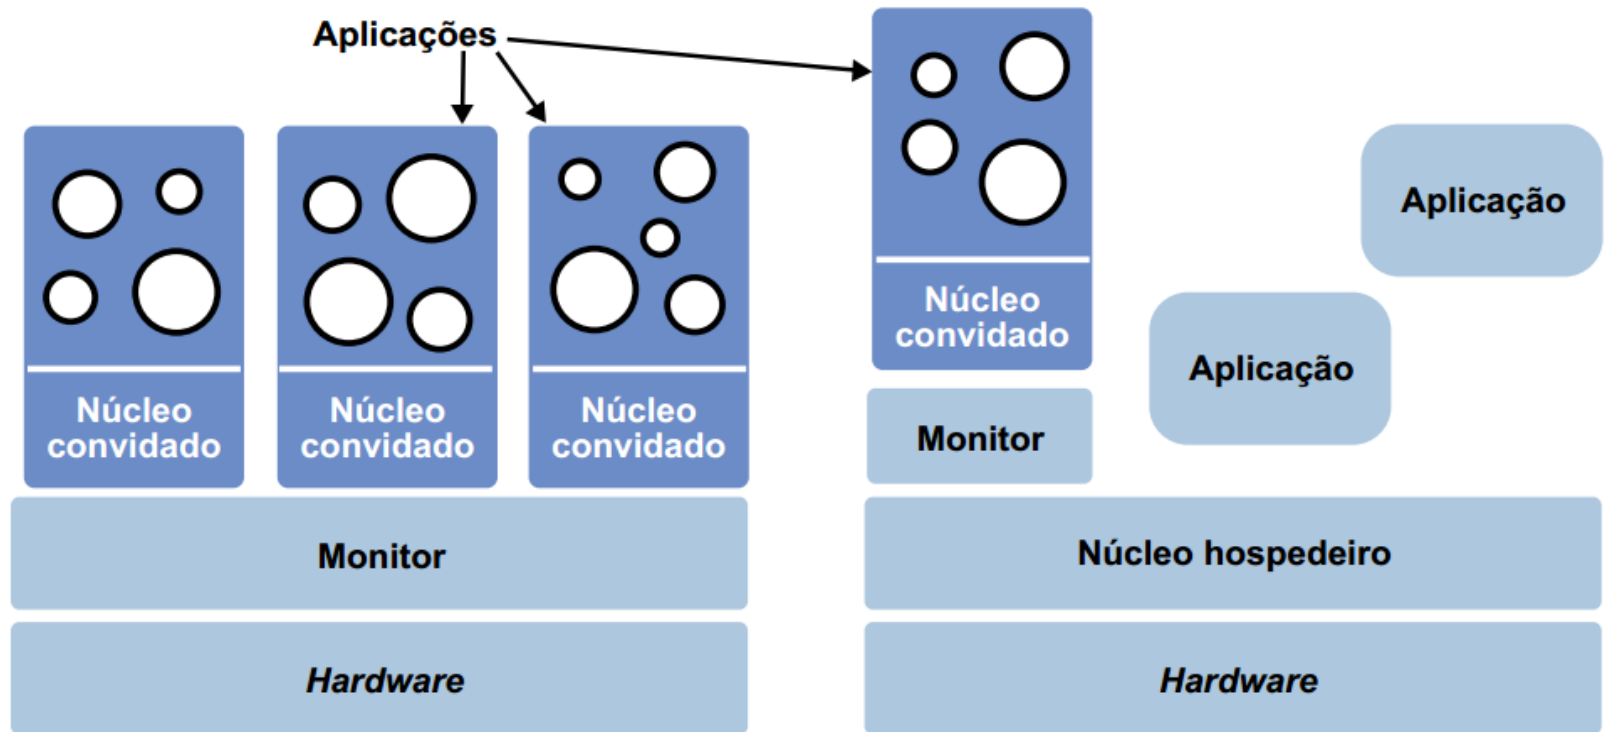 Aplicações
Núcleo
convidado
Núcleo
convidado
Núcleo
convidado
Monitor
Hardware
Núcleo
convidado
Aplicação
Aplicação
Monitor
Núcleo hospedeiro
Hardware